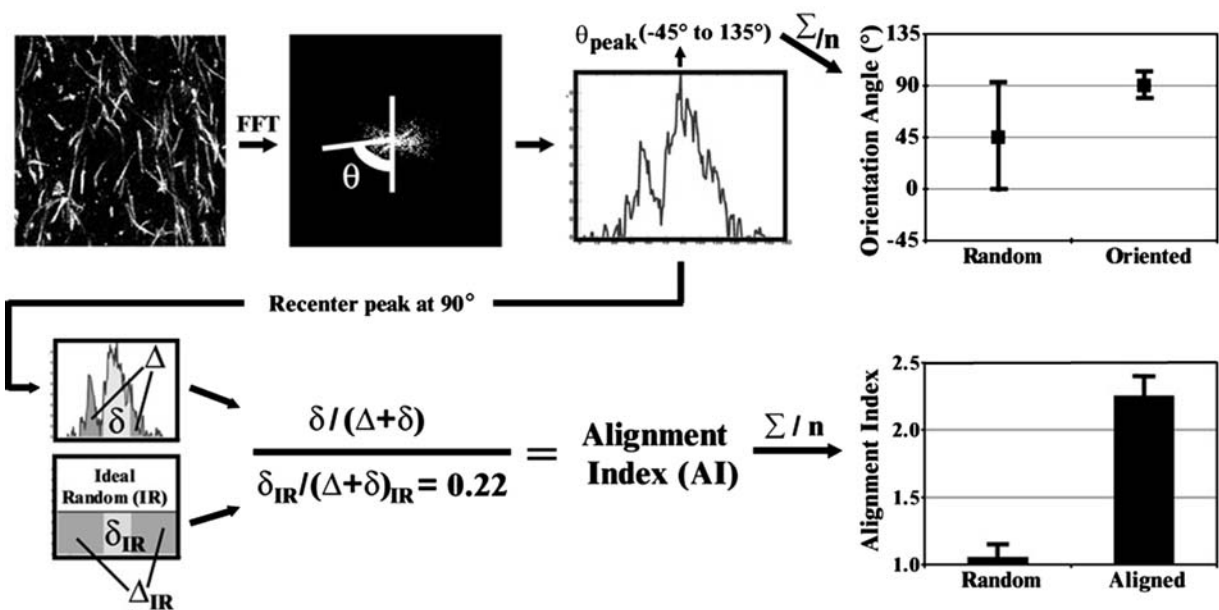 FFT
θ
θpeak(-45° to 135°)
Σ/n
Orientation Angle (°)
135
90
45
0
-45
Random
Oriented
Recenter peak at 90°
Δ
δ
Ideal
Random (IR)
δIR
ΔIR
δ/(Δ+δ)
δIR/(Δ+δ)IR = 0.22
=
Alignment
Index (AI)
Σ / n
Alignment Index
2.5
2.0
1.5
1.0
Random
Aligned